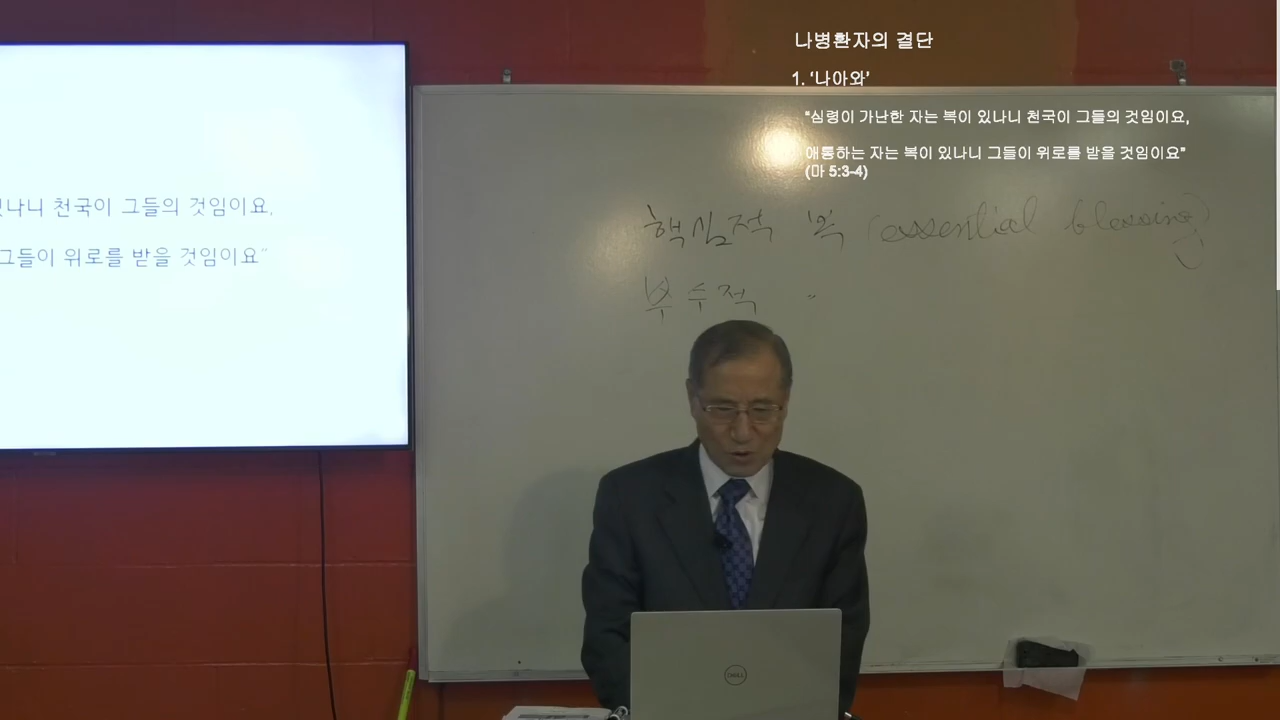 나병환자의 결단
1. ‘나아와’
“심령이 가난한 자는 복이 있나니 천국이 그들의 것임이요,
애통하는 자는 복이 있나니 그들이 위로를 받을 것임이요”
(마 5:3-4)
있나니 천국이 그들의 것임이요,
그들이 위로를 받을 것임이요”
핵심적 복 (essential blessing)
부수적 〃
DELL